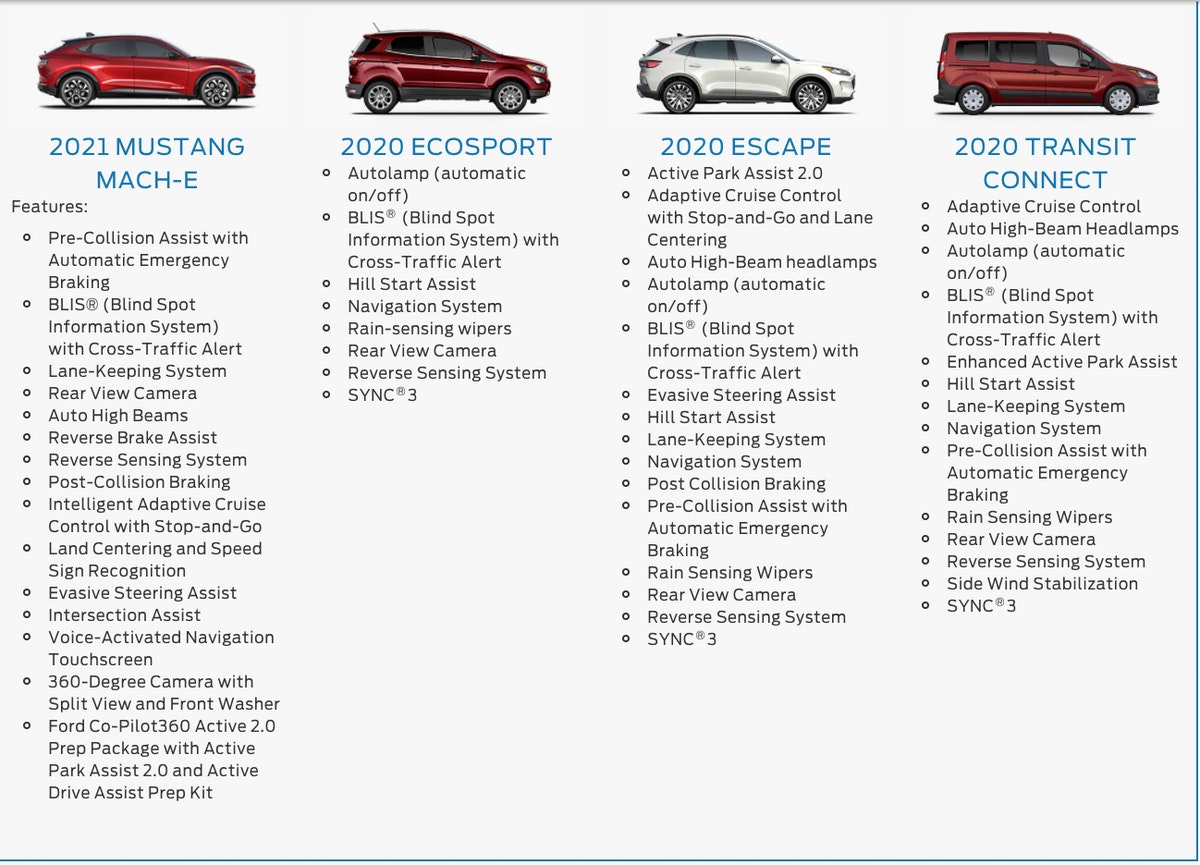 2021 MUSTANG
MACH-E
Features:
Pre-Collision Assist with
Automatic Emergency
Braking
BLIS® (Blind Spot
Information System)
with Cross-Traffic Alert
Lane-Keeping System
Rear View Camera
Auto High Beams
Reverse Brake Assist
Reverse Sensing System
Post-Collision Braking
Intelligent Adaptive Cruise
Control with Stop-and-Go
Land Centering and Speed
Sign Recognition
Evasive Steering Assist
Intersection Assist
Voice-Activated Navigation
Touchscreen
360-Degree Camera with
Split View and Front Washer
Ford Co-Pilot360 Active 2.0
Prep Package with Active
Park Assist 2.0 and Active
Drive Assist Prep Kit
2020 ECOSPORT
Autolamp (automatic
on/off)
BLIS® (Blind Spot
Information System) with
Cross-Traffic Alert
Hill Start Assist
Navigation System
Rain-sensing wipers
Rear View Camera
Reverse Sensing System
SYNC®3
2020 ESCAPE
Active Park Assist 2.0
Adaptive Cruise Control
with Stop-and-Go and Lane
Centering
Auto High-Beam headlamps
Autolamp (automatic
on/off)
BLIS® (Blind Spot
Information System) with
Cross-Traffic Alert
Evasive Steering Assist
Hill Start Assist
Lane-Keeping System
Navigation System
Post Collision Braking
Pre-Collision Assist with
Automatic Emergency
Braking
Rain Sensing Wipers
Rear View Camera
Reverse Sensing System
SYNC®3
2020 TRANSIT
CONNECT
Adaptive Cruise Control
Auto High-Beam Headlamps
Autolamp (automatic
on/off)
BLIS® (Blind Spot
Information System) with
Cross-Traffic Alert
Enhanced Active Park Assist
Hill Start Assist
Lane-Keeping System
Navigation System
Pre-Collision Assist with
Automatic Emergency
Braking
Rain Sensing Wipers
Rear View Camera
Reverse Sensing System
Side Wind Stabilization
SYNC®3